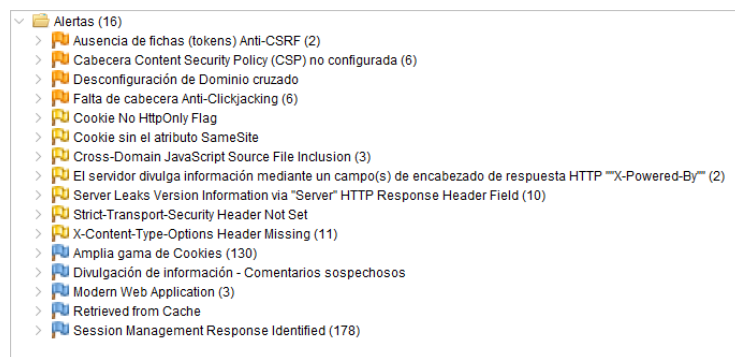 Alertas (16)
Ausencia de fichas (tokens) Anti-CSRF (2)
Cabecera Content Security Policy (CSP) no configurada (6)
Desconfiguración de Dominio cruzado
Falta de cabecera Anti-Clickjacking (6)
Cookie No HttpOnly Flag
Cookie sin el atributo SameSite
Cross-Domain JavaScript Source File Inclusion (3)
El servidor divulga información mediante un campo(s) de encabezado de respuesta HTTP ""X-Powered-By"" (2)
Server Leaks Version Information via "Server" HTTP Response Header Field (10)
Strict-Transport-Security Header Not Set
X-Content-Type-Options Header Missing (11)
Amplia gama de Cookies (130)
Divulgación de información - Comentarios sospechosos
Modern Web Application (3)
Retrieved from Cache
Session Management Response Identified (178)